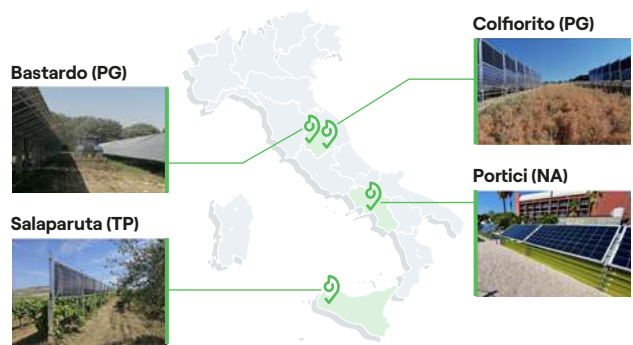 Colfiorito (PG)
Bastardo (PG)
Portici (NA)
Salaparuta (TP)